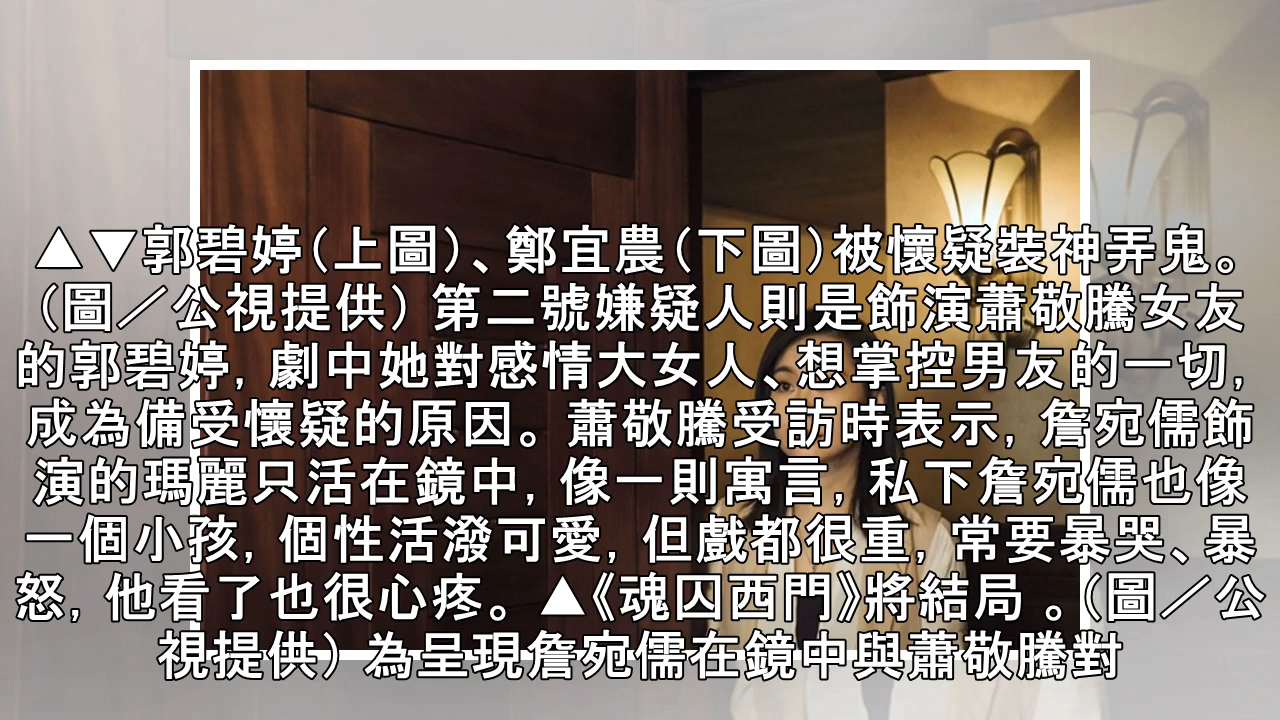 ▲▼郭碧婷(上圖)、鄭宜農(下圖)被懷疑裝神弄鬼。
(圖／公視提供) 第二號嫌疑人則是飾演蕭敬騰女友
的郭碧婷, 劇中她對感情大女人、想掌控男友的一切,
成為備受懷疑的原因。蕭敬騰受訪時表示, 詹宛儒飾
演的瑪麗只活在鏡中, 像一則寓言, 私下詹宛儒也像
一個小孩, 個性活潑可愛, 但戲都很重, 常要暴哭、暴
怒, 他看了也很心疼。 ▲《魂囚西門》將結局 。(圖／公
視提供) 為呈現詹宛儒在鏡中與蕭敬騰對